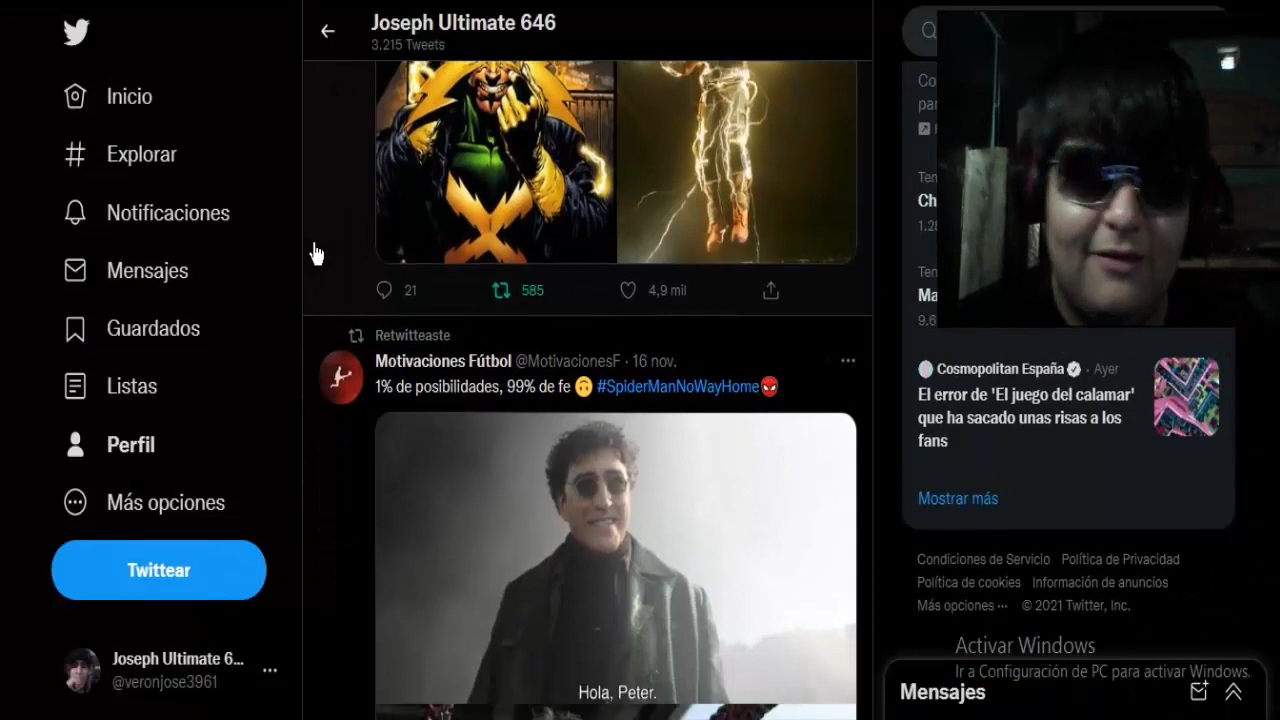 Joseph Ultimate 646
3.215 Tweets
Inicio
Explorar
Notificaciones
Mensajes
Guardados
Listas
Perfil
Más opciones
Twittear
Joseph Ultimate 6...
@veronjose3961
21
585
4,9 mil
Retwitteaste
Motivaciones Fútbol @MotivacionesF · 16 nov.
1% de posibilidades, 99% de fe 🙃 #SpiderManNoWayHome
Hola, Peter.
Co
par
Ten
Ch
1.28
Ten
Ma
9.6
Cosmopolitan España · Ayer
El error de 'El juego del calamar'
que ha sacado unas risas a los
fans
Mostrar más
Condiciones de Servicio Política de Privacidad
Política de cookies Información de anuncios
Más opciones ··· © 2021 Twitter, Inc.
Activar Windows
Ir a Configuración de PC para activar Windows.
Mensajes